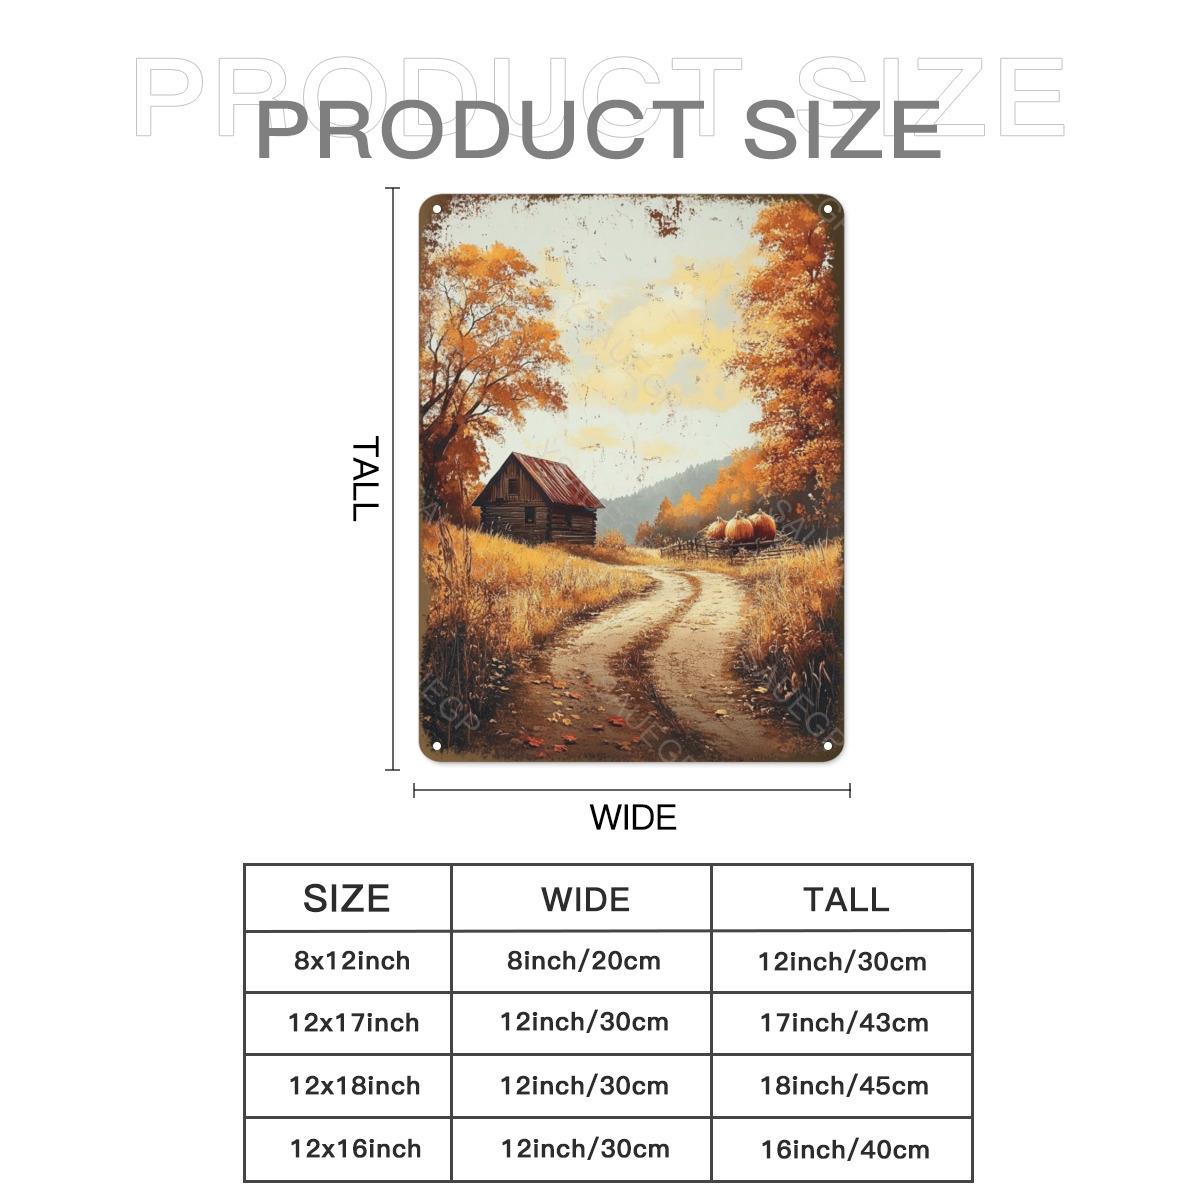 PRODUCT SIZE
PRODUCT SIZE
TALL
WIDE
SIZE WIDE TALL
8x12inch 8inch/20cm 12inch/30cm
12x17inch 12inch/30cm 17inch/43cm
12x18inch 12inch/30cm 18inch/45cm
12x16inch 12inch/30cm 16inch/40cm